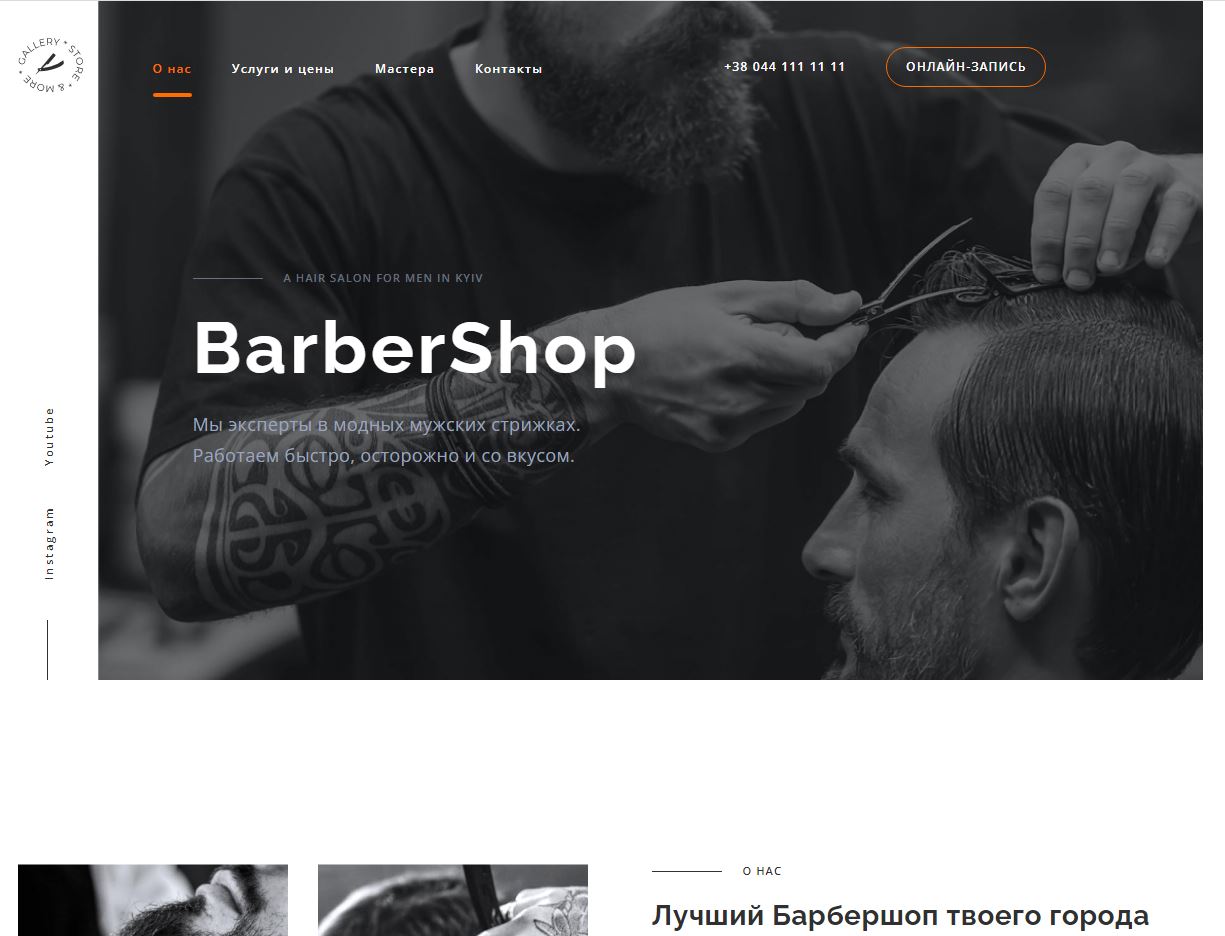 GALLERY * STORE * & MORE *
О нас
Услуги и цены
Мастера
Контакты
+38 044 111 11 11
ОНЛАЙН-ЗАПИСЬ
A HAIR SALON FOR MEN IN KYIV
BarberShop
Мы эксперты в модных мужских стрижках.
Работаем быстро, осторожно и со вкусом.
Youtube
Instagram
О НАС
Лучший Барбершоп твоего города